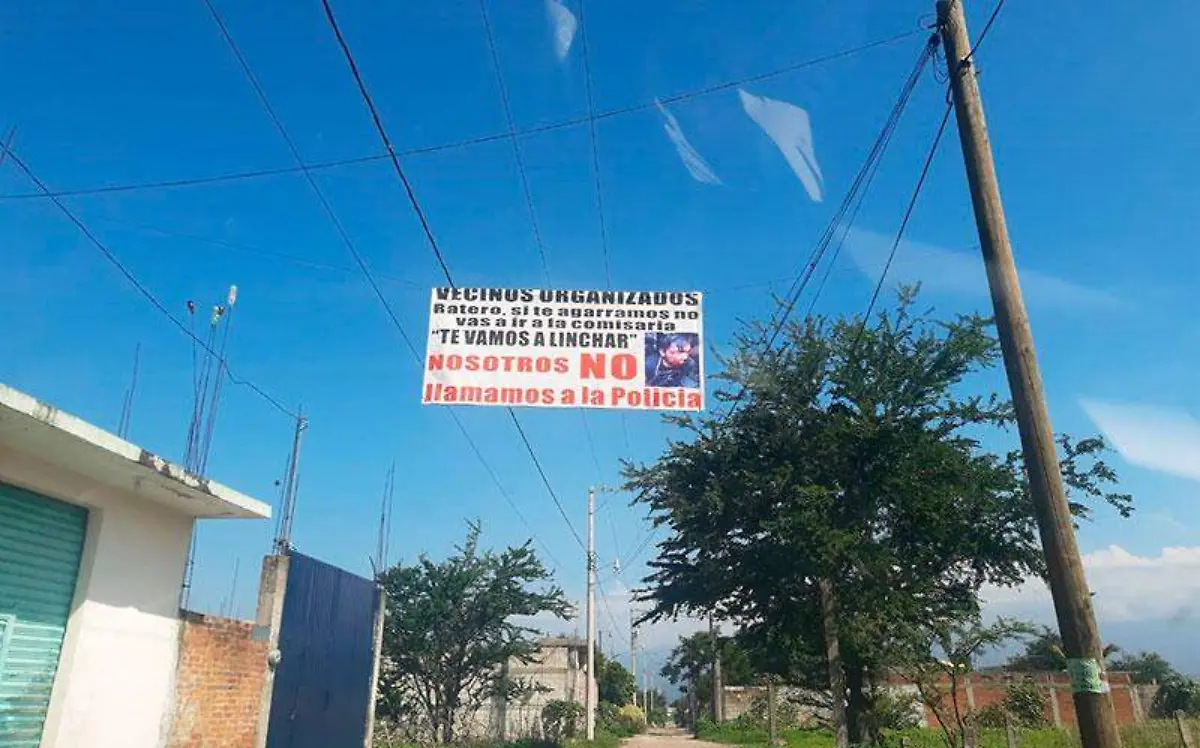 VECINOS ORGANIZADOS
Ratero, si te agarramos no
vas a ir a la comisaria
"TE VAMOS A LINCHAR"
NOSOTROS NO
llamamos a la Policia